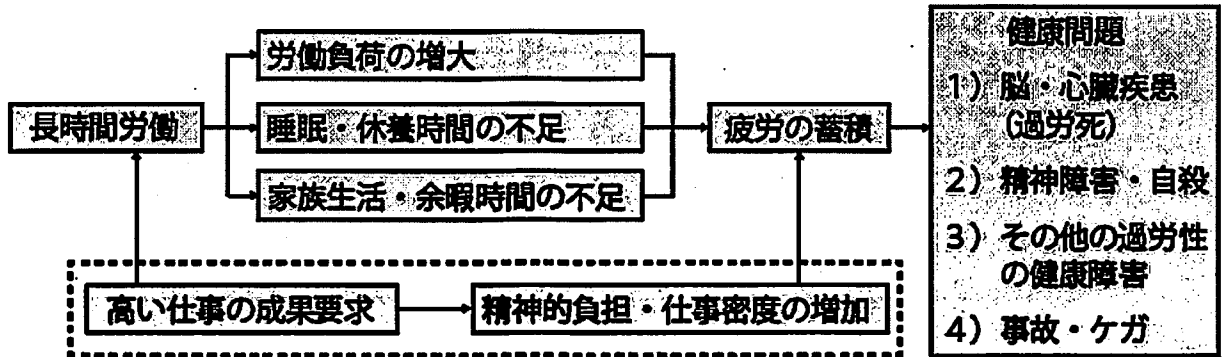 労働負荷の増大
長時間労働
睡眠・休養時間の不足
疲労の蓄積
家族生活・余暇時間の不足
高い仕事の成果要求
精神的負担・仕事密度の増加
健康問題
1）脳・心臓疾患
(過労死)
2）精神障害・自殺
3）その他の過労性
の健康障害
4）事故・ケガ